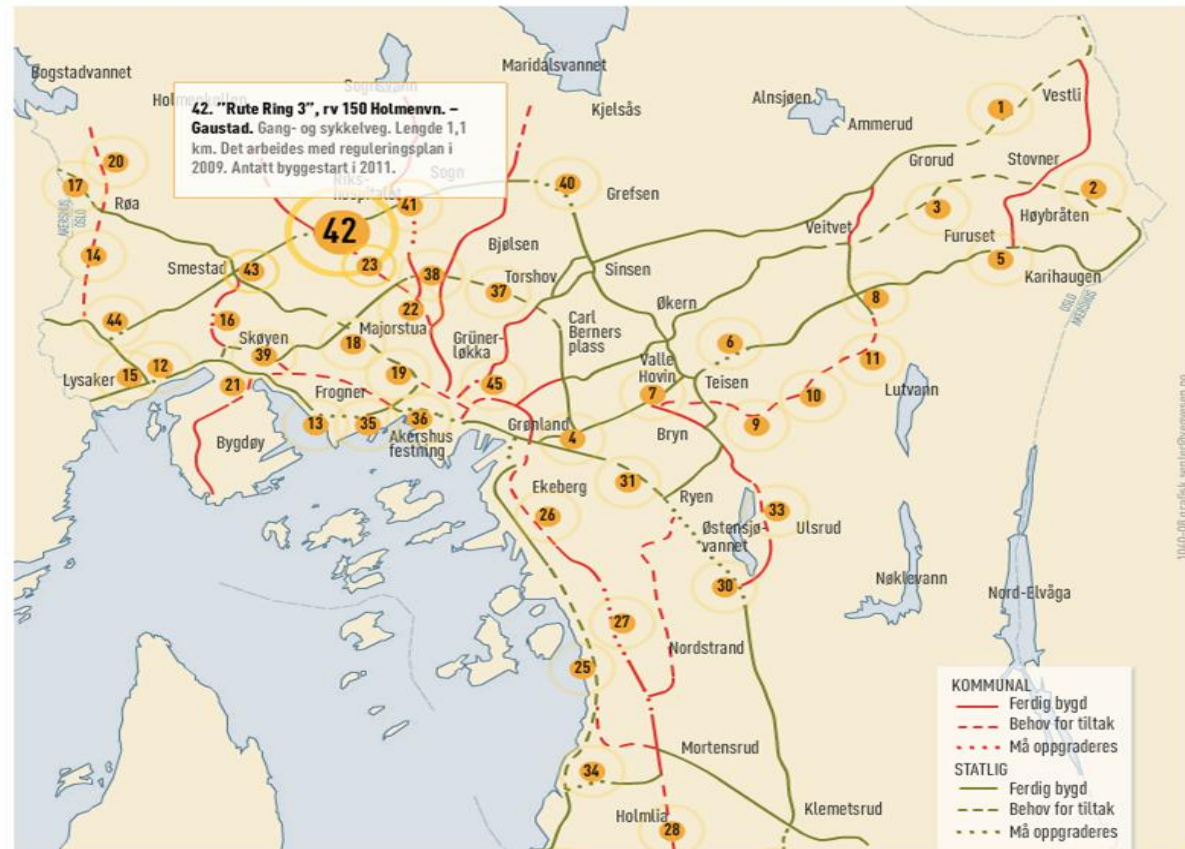 Bogstadvannet
Maridalsvannet
Kjelsås
Alnsjøen
Ammerud
Vestli
1
42. "Rute Ring 3", rv 150 Holmenvn. –
Gaustad. Gang- og sykkelveg. Lengde 1,1
km. Det arbeides med reguleringsplan i
2009. Antatt byggestart i 2011.
Sogn
Grorud
Stovner
20
17
AKERSHUS
OSLO
Røa
40
Grefsen
41
2
3
Høybråten
42
Veitvet
Furuset
14
Smestad
43
23
Bjølsen
38
Torshov
37
Sinsen
5
Karihaugen
OSLO
AKERSHUS
8
44
16
22
Majorstua
Grüner-
løkka
Carl
Berners
plass
Økern
6
18
Skøyen
39
Valle
Hovin
11
Lysaker
15
12
19
45
Teisen
7
10
Lutvann
21
Frogner
13
35
36
Akershus
festning
Grønland
4
Bryn
9
Bygdøy
31
Ekeberg
26
Ryen
33
Ulsrud
Østensjø-
vannet
30
Nøklevann
Nord-Elvåga
27
Nordstrand
25
Mortensrud
34
Holmlia
28
Klemetsrud
KOMMUNAL
Ferdig bygd
Behov for tiltak
Må oppgraderes
STATLIG
Ferdig bygd
Behov for tiltak
Må oppgraderes